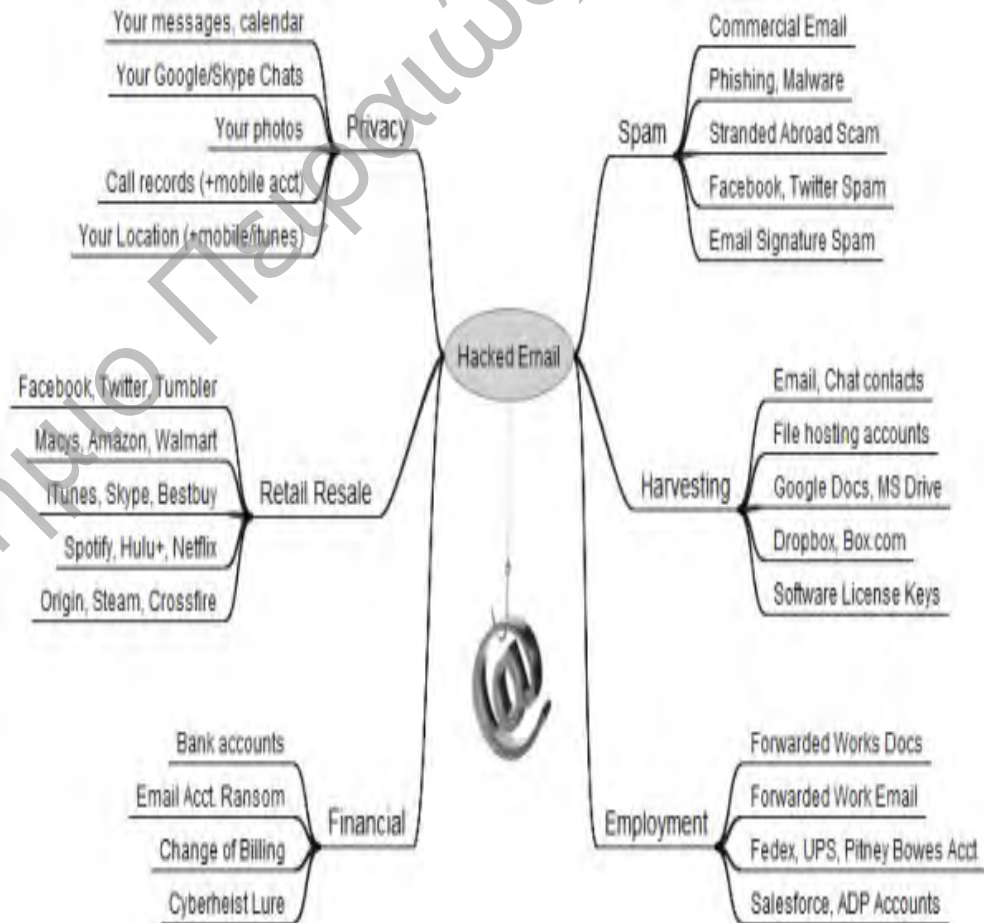 Your messages, calendar
Your Google/Skype Chats
Your photos
Call records (+mobile acct)
Your Location (+mobile/itunes)
Privacy
Commercial Email
Phishing, Malware
Stranded Abroad Scam
Facebook, Twitter Spam
Email Signature Spam
Spam
Hacked Email
Facebook, Twitter, Tumbler
Macys, Amazon, Walmart
iTunes, Skype, Bestbuy
Spotify, Hulu+, Netflix
Origin, Steam, Crossfire
Retail Resale
Email, Chat contacts
File hosting accounts
Google Docs, MS Drive
Dropbox, Box.com
Software License Keys
Harvesting
@
Bank accounts
Email Acct. Ransom
Change of Billing
Cyberheist Lure
Financial
Forwarded Works Docs
Forwarded Work Email
Fedex, UPS, Pitney Bowes Acct
Salesforce, ADP Accounts
Employment